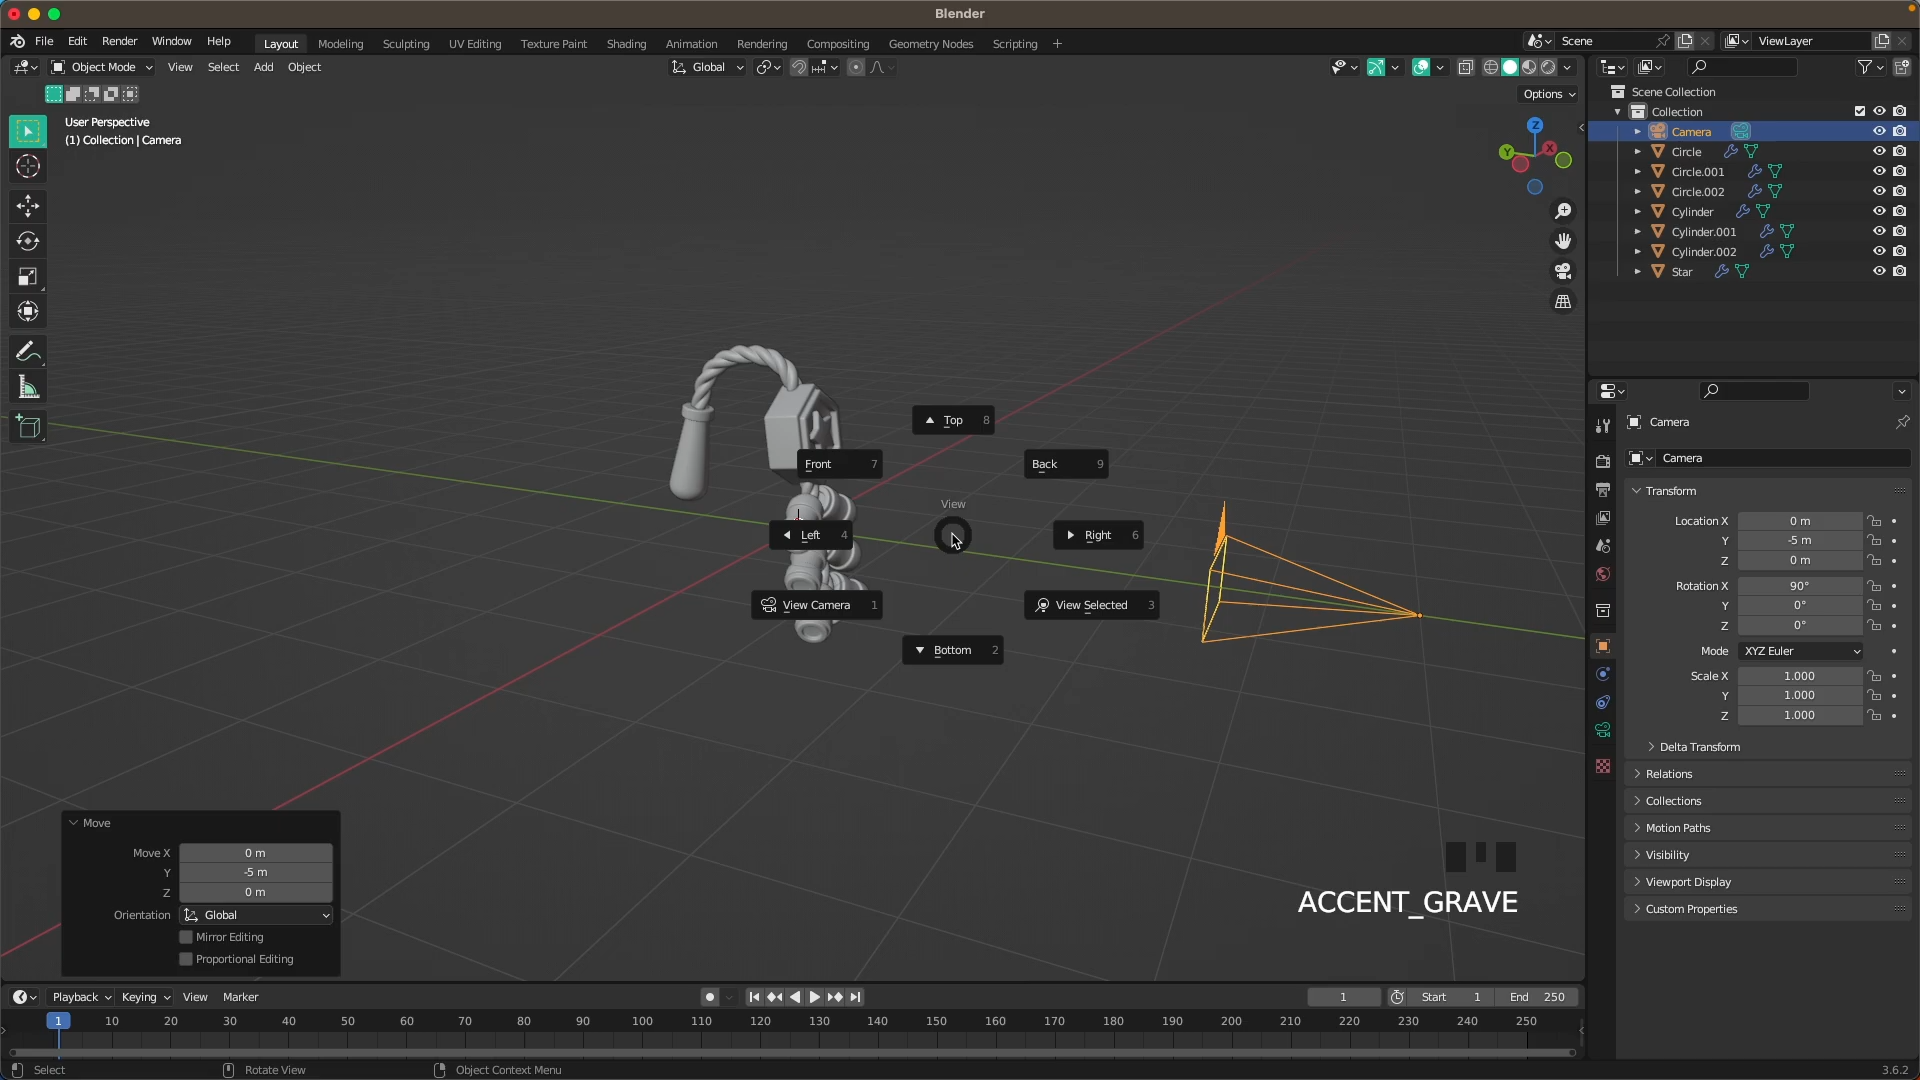 Blender
File Edit Render Window Help
Layout Modeling Sculpting UV Editing Texture Paint Shading Animation Rendering Compositing Geometry Nodes Scripting +
Scene
ViewLayer
Object Mode View Select Add Object
Global
Options
User Perspective
(1) Collection | Camera
Z
Y
X
Scene Collection
Collection
Camera
Circle
Circle.001
Circle.002
Cylinder
Cylinder.001
Cylinder.002
Star
Top 8
Front 7
Back 9
View
Left 4
Right 6
View Camera 1
View Selected 3
Bottom 2
Camera
Camera
Transform
Location X 0 m
Y -5 m
Z 0 m
Rotation X 90°
Y 0°
Z 0°
Mode XYZ Euler
Scale X 1.000
Y 1.000
Z 1.000
Delta Transform
Relations
Collections
Motion Paths
Visibility
Viewport Display
Custom Properties
Move
Move X 0 m
Y -5 m
Z 0 m
Orientation Global
Mirror Editing
Proportional Editing
ACCENT_GRAVE
Playback Keying View Marker
1
Start 1
End 250
1 10 20 30 40 50 60 70 80 90 100 110 120 130 140 150 160 170 180 190 200 210 220 230 240 250
Select
Rotate View
Object Context Menu
3.6.2